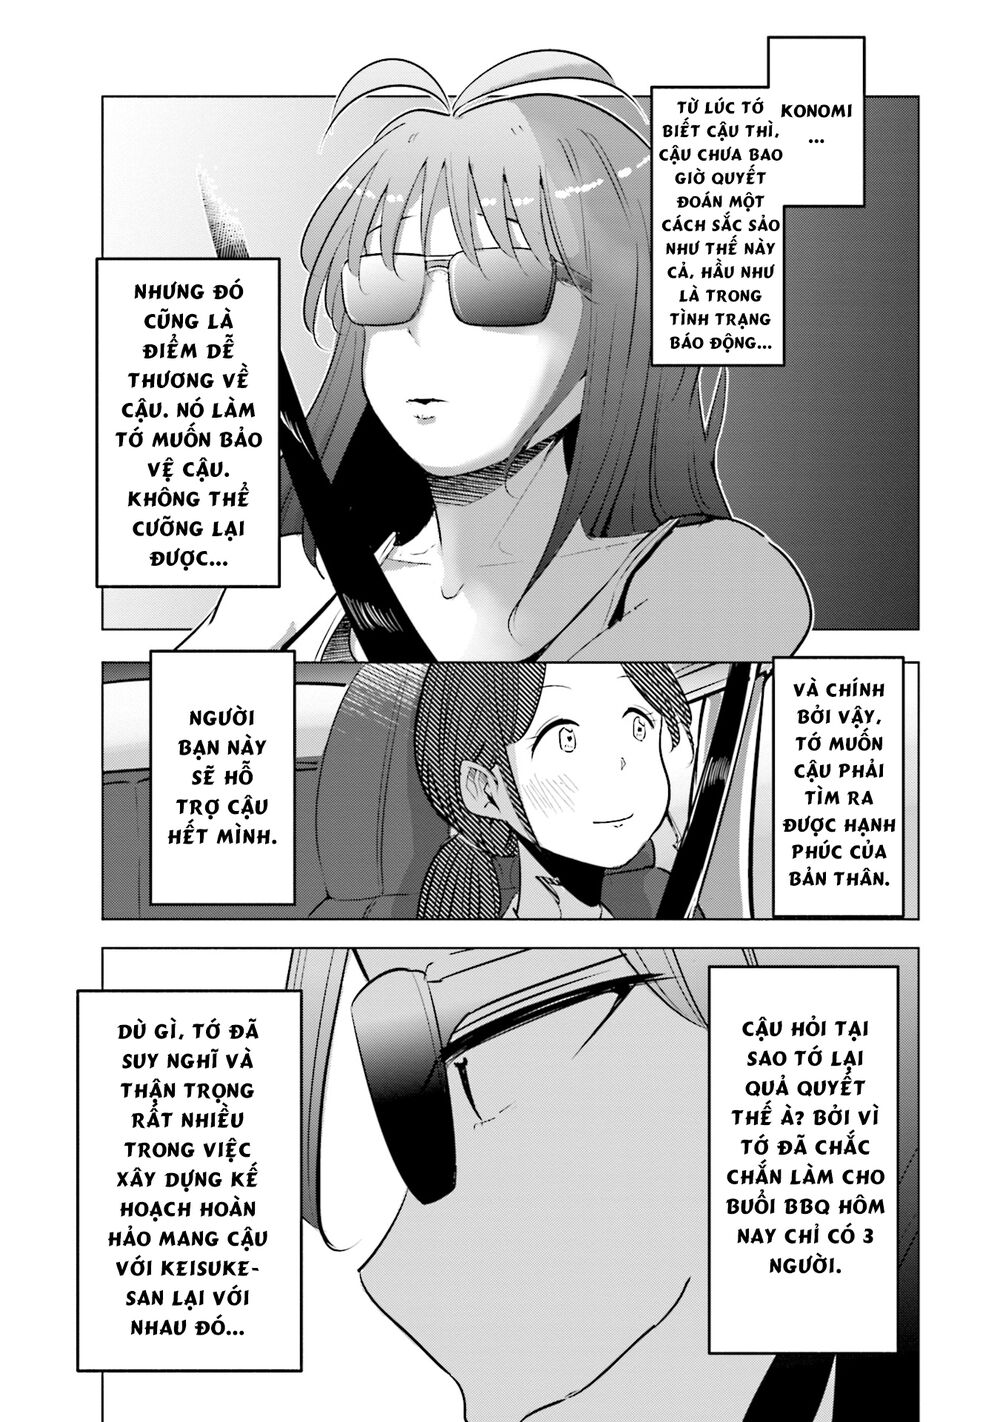 KONOMI
...
TỪ LÚC TỚ
BIẾT CẬU THÌ,
CẬU CHƯA BAO
GIỜ QUYẾT
ĐOÁN MỘT
CÁCH SẮC SẢO
NHƯ THẾ NÀY
CẢ, HẦU NHƯ
LÀ TRONG
TÌNH TRẠNG
BÁO ĐỘNG...
NHƯNG ĐÓ
CŨNG LÀ
ĐIỂM DỄ
THƯƠNG VỀ
CẬU. NÓ LÀM
TỚ MUỐN BẢO
VỆ CẬU.
KHÔNG THỂ
CƯỠNG LẠI
ĐƯỢC...
VÀ CHÍNH
BỞI VẬY,
TỚ MUỐN
CẬU PHẢI
TÌM RA
ĐƯỢC HẠNH
PHÚC CỦA
BẢN THÂN.
NGƯỜI
BẠN NÀY
SẼ HỖ
TRỢ CẬU
HẾT MÌNH.
CẬU HỎI TẠI
SAO TỚ LẠI
QUẢ QUYẾT
THẾ À? BỞI VÌ
TỚ ĐÃ CHẮC
CHẮN LÀM CHO
BUỔI BBQ HÔM
NAY CHỈ CÓ 3
NGƯỜI.
DÙ GÌ, TỚ ĐÃ
SUY NGHĨ VÀ
THẬN TRỌNG
RẤT NHIỀU
TRONG VIỆC
XÂY DỰNG KẾ
HOẠCH HOÀN
HẢO MANG CẬU
VỚI KEISUKE-
SAN LẠI VỚI
NHAU ĐÓ...